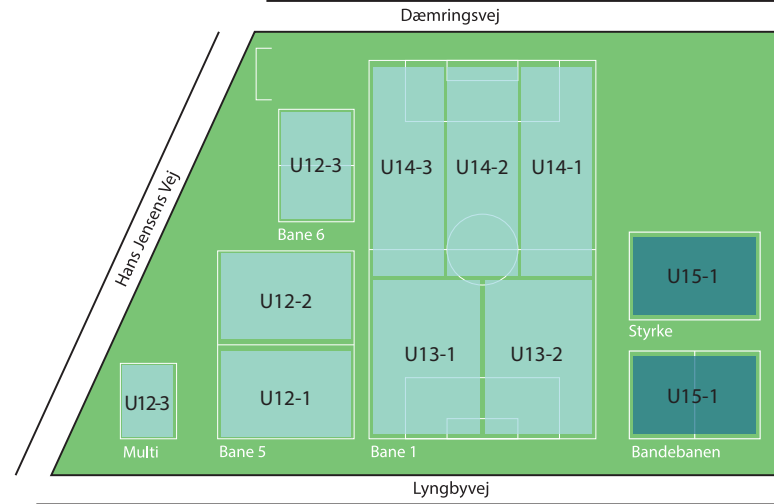 Dæmringsvej
Hans Jensens Vej
U12-3
U14-3
U14-2
U14-1
Bane 6
U12-2
U15-1
Styrke
U13-1
U13-2
U12-3
U12-1
U15-1
Multi
Bane 5
Bane 1
Bandebanen
Lyngbyvej